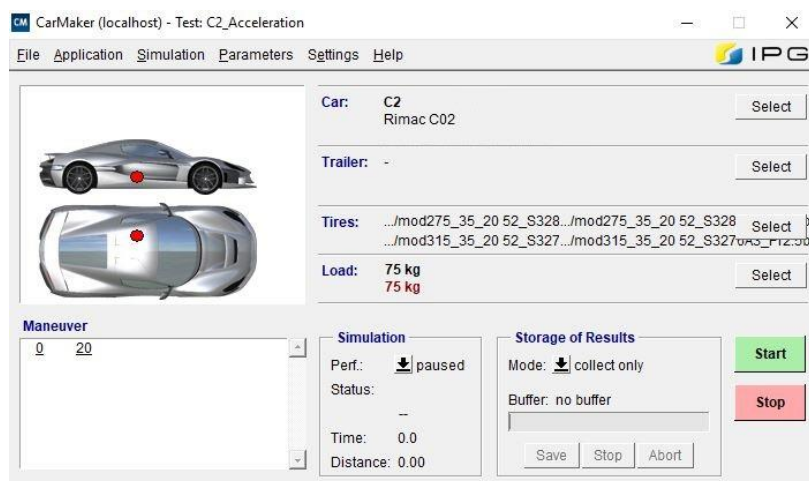 CM CarMaker (localhost) - Test: C2_Acceleration
File Application Simulation Parameters Settings Help
IPG
Car: C2 Select
Rimac C02
Trailer: - Select
Tires: .../mod275_35_20 52_S328.../mod275_35_20 52_S328 Select
.../mod315_35_20 52_S327.../mod315_35_20 52_S3276A3_Fr2.50
Load: 75 kg Select
75 kg
Maneuver
0 20
Simulation
Perf.: paused
Status:
--
Time: 0.0
Distance: 0.00
Storage of Results
Mode: collect only
Buffer: no buffer
Save Stop Abort
Start
Stop